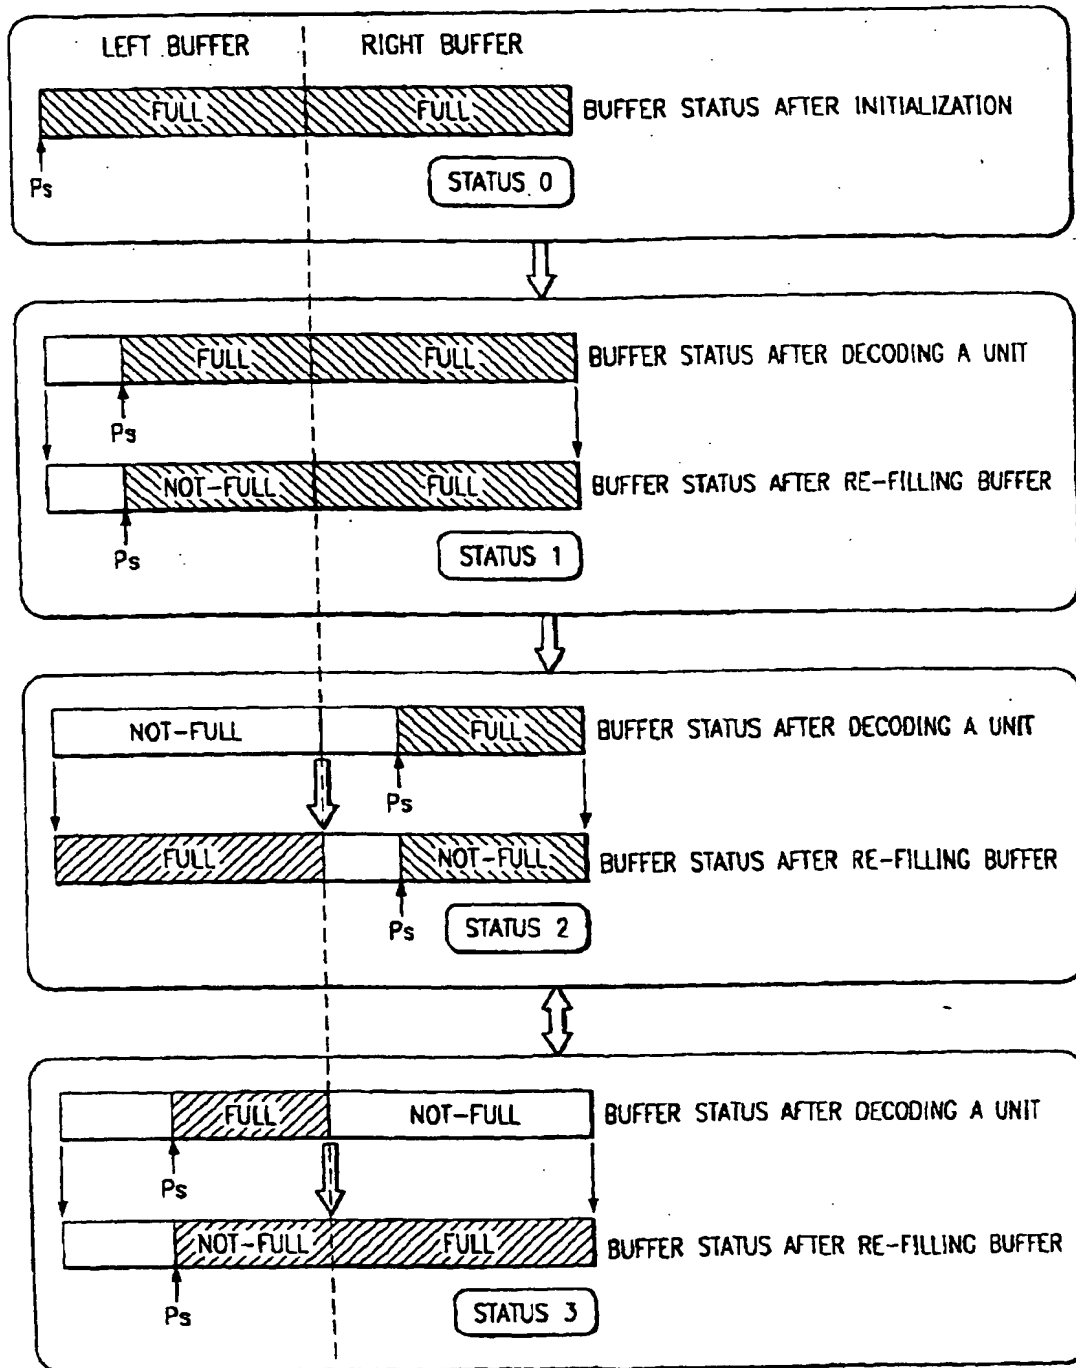 LEFT BUFFER RIGHT BUFFER
FULL FULL BUFFER STATUS AFTER INITIALIZATION
Ps
STATUS 0
FULL FULL BUFFER STATUS AFTER DECODING A UNIT
Ps
NOT-FULL FULL BUFFER STATUS AFTER RE-FILLING BUFFER
Ps
STATUS 1
NOT-FULL FULL BUFFER STATUS AFTER DECODING A UNIT
Ps
FULL NOT-FULL BUFFER STATUS AFTER RE-FILLING BUFFER
Ps
STATUS 2
FULL NOT-FULL BUFFER STATUS AFTER DECODING A UNIT
Ps
NOT-FULL FULL BUFFER STATUS AFTER RE-FILLING BUFFER
Ps
STATUS 3